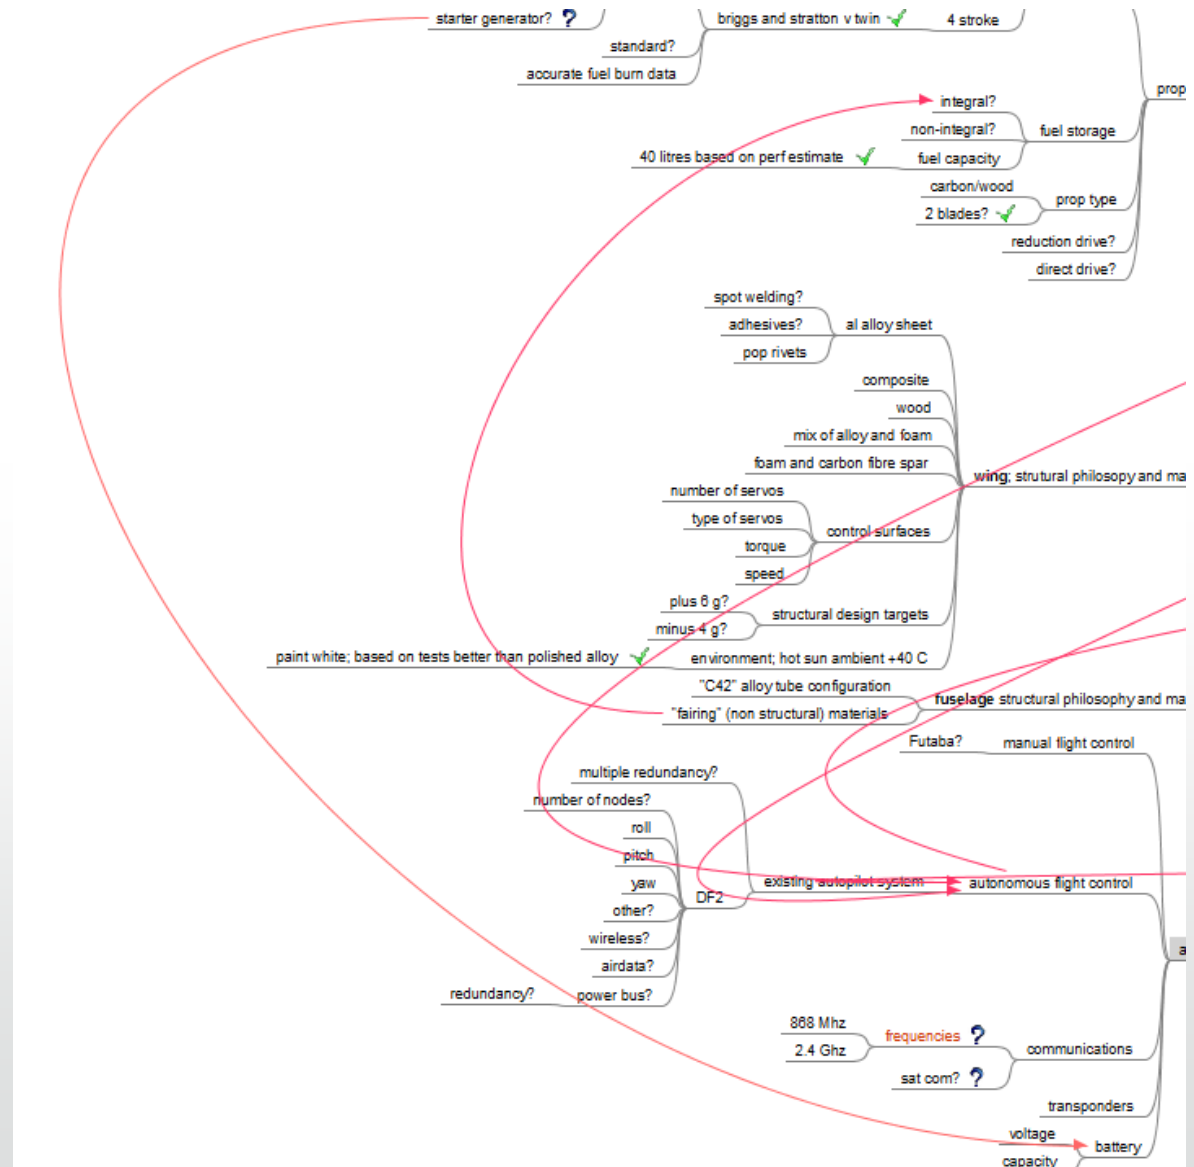 starter generator?
briggs and stratton v twin
4 stroke
standard?
accurate fuel burn data
prop
integral?
non-integral?
fuel storage
40 litres based on perf estimate
fuel capacity
carbon/wood
2 blades?
prop type
reduction drive?
direct drive?
spot welding?
adhesives?
al alloy sheet
pop rivets
composite
wood
mix of alloy and foam
foam and carbon fibre spar
wing; strutural philosopy and ma
number of servos
type of servos
control surfaces
torque
speed
plus 6 g?
structural design targets
minus 4 g?
paint white; based on tests better than polished alloy
environment; hot sun ambient +40 C
"C42" alloy tube configuration
fuselage structural philosophy and ma
"fairing" (non structural) materials
Futaba?
manual flight control
multiple redundancy?
number of nodes?
roll
pitch
yaw
existing autopilot system
autonomous flight control
DF2
other?
wireless?
airdata?
redundancy?
power bus?
a
868 Mhz
frequencies
2.4 Ghz
communications
sat com?
transponders
voltage
battery
capacity